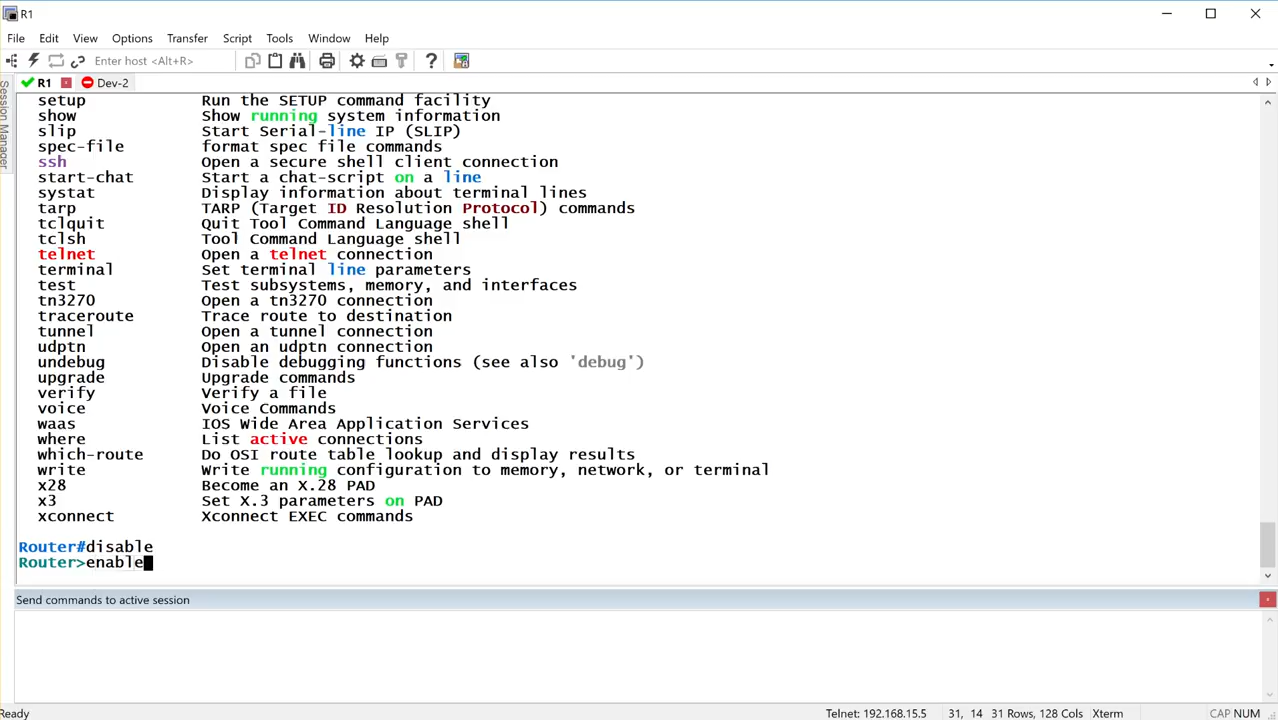 R1
File Edit View Options Transfer Script Tools Window Help
Enter host <Alt+R>
Session Manager
R1 Dev-2
setup Run the SETUP command facility
show Show running system information
slip Start Serial-line IP (SLIP)
spec-file format spec file commands
ssh Open a secure shell client connection
start-chat Start a chat-script on a line
systat Display information about terminal lines
tarp TARP (Target ID Resolution Protocol) commands
tclquit Quit Tool Command Language shell
tclsh Tool Command Language shell
telnet Open a telnet connection
terminal Set terminal line parameters
test Test subsystems, memory, and interfaces
tn3270 Open a tn3270 connection
traceroute Trace route to destination
tunnel Open a tunnel connection
udptn Open an udptn connection
undebug Disable debugging functions (see also 'debug')
upgrade Upgrade commands
verify Verify a file
voice Voice Commands
waas IOS Wide Area Application Services
where List active connections
which-route Do OSI route table lookup and display results
write Write running configuration to memory, network, or terminal
x28 Become an X.28 PAD
x3 Set X.3 parameters on PAD
xconnect Xconnect EXEC commands
Router#disable
Router>enable
Send commands to active session
Ready Telnet: 192.168.15.5 31, 14 31 Rows, 128 Cols Xterm CAP NUM